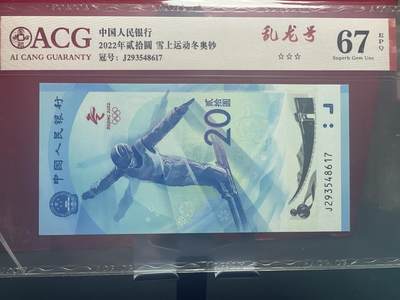 ACG
AI CANG GUARANTY
中国人民银行
2022年贰拾圆 雪上运动冬奥钞
冠号: J293548617
乱龙号
☆☆☆
67
EPQ
Superb Gem Unc
中国人民银行
BEIJING 2022
20
贰拾圆
J293548617